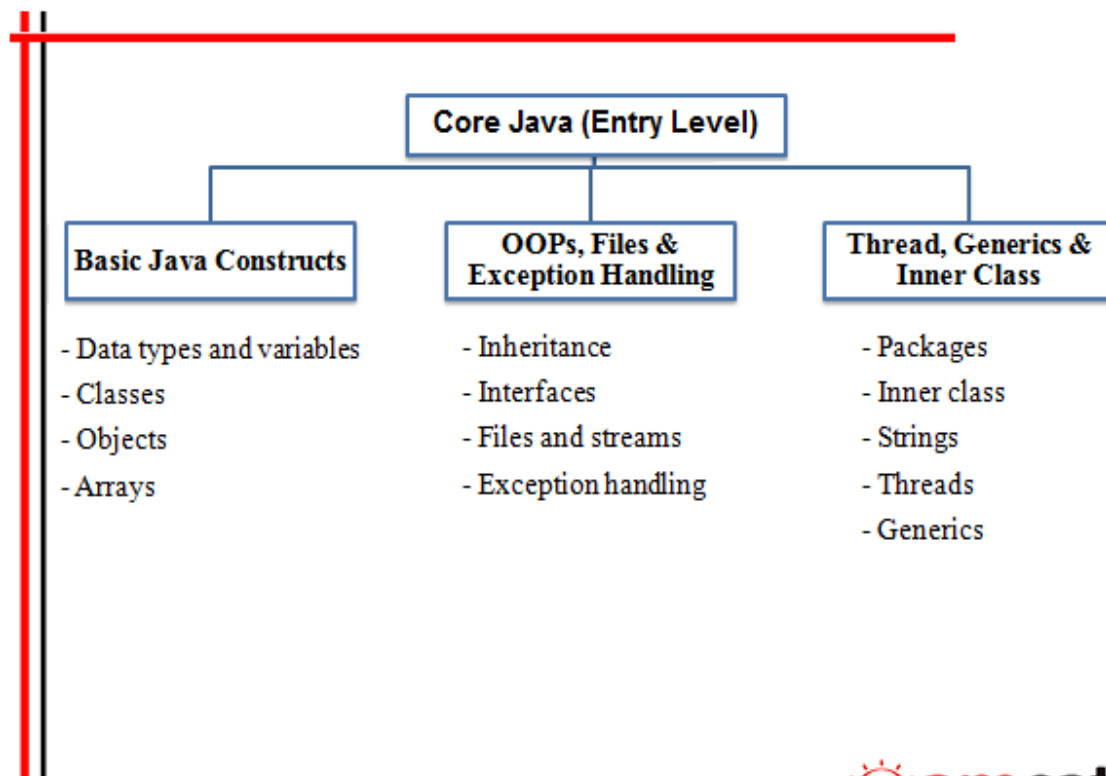 Core Java (Entry Level)
Basic Java Constructs
- Data types and variables
- Classes
- Objects
- Arrays
OOPs, Files &
Exception Handling
- Inheritance
- Interfaces
- Files and streams
- Exception handling
Thread, Generics &
Inner Class
- Packages
- Inner class
- Strings
- Threads
- Generics